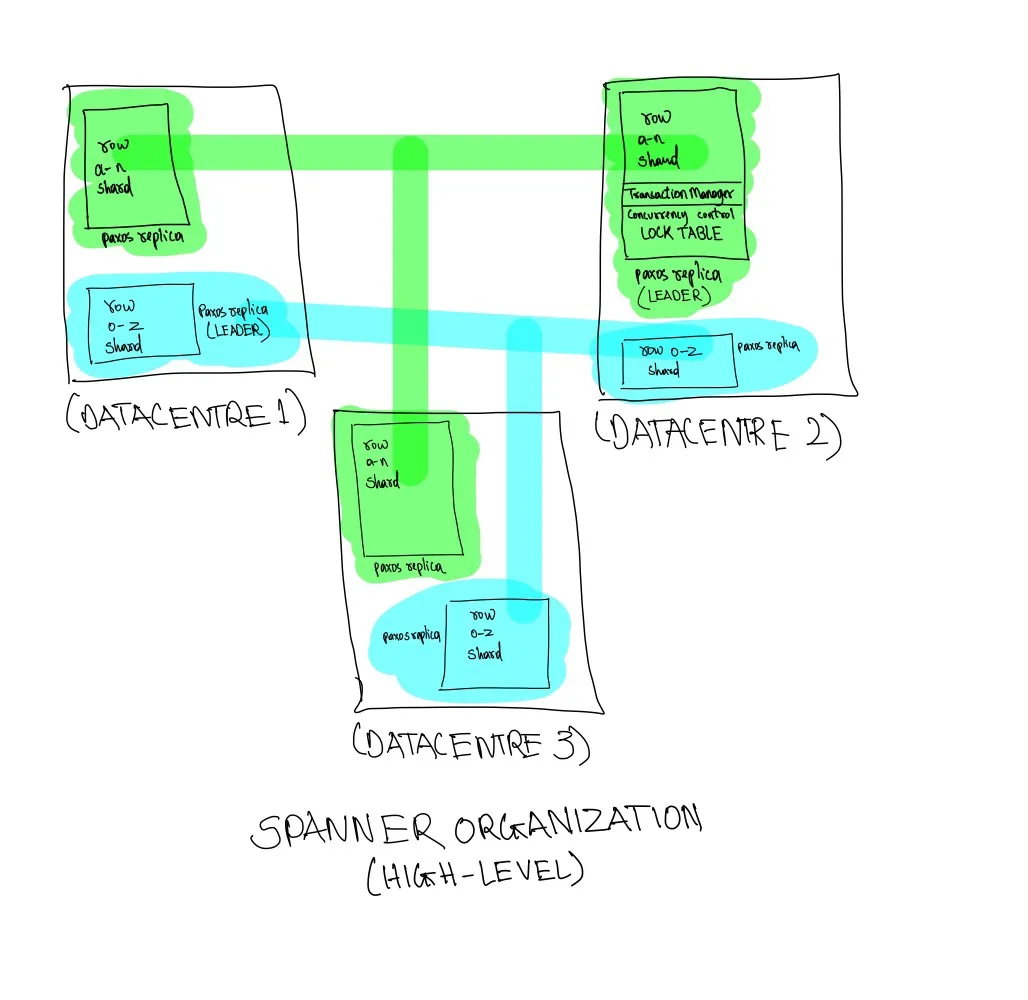 row
a-n
shard
paxos replica
row
o-z
shard
Paxos replica
(LEADER)
(DATACENTRE 1)
row
a-n
shard
Transaction Manager
Concurrency control
LOCK TABLE
paxos replica
(LEADER)
row o-z
shard
paxos replica
(DATACENTRE 2)
row
a-n
shard
paxos replica
paxos replica
row
o-z
shard
(DATACENTRE 3)
SPANNER ORGANIZATION
(HIGH-LEVEL)